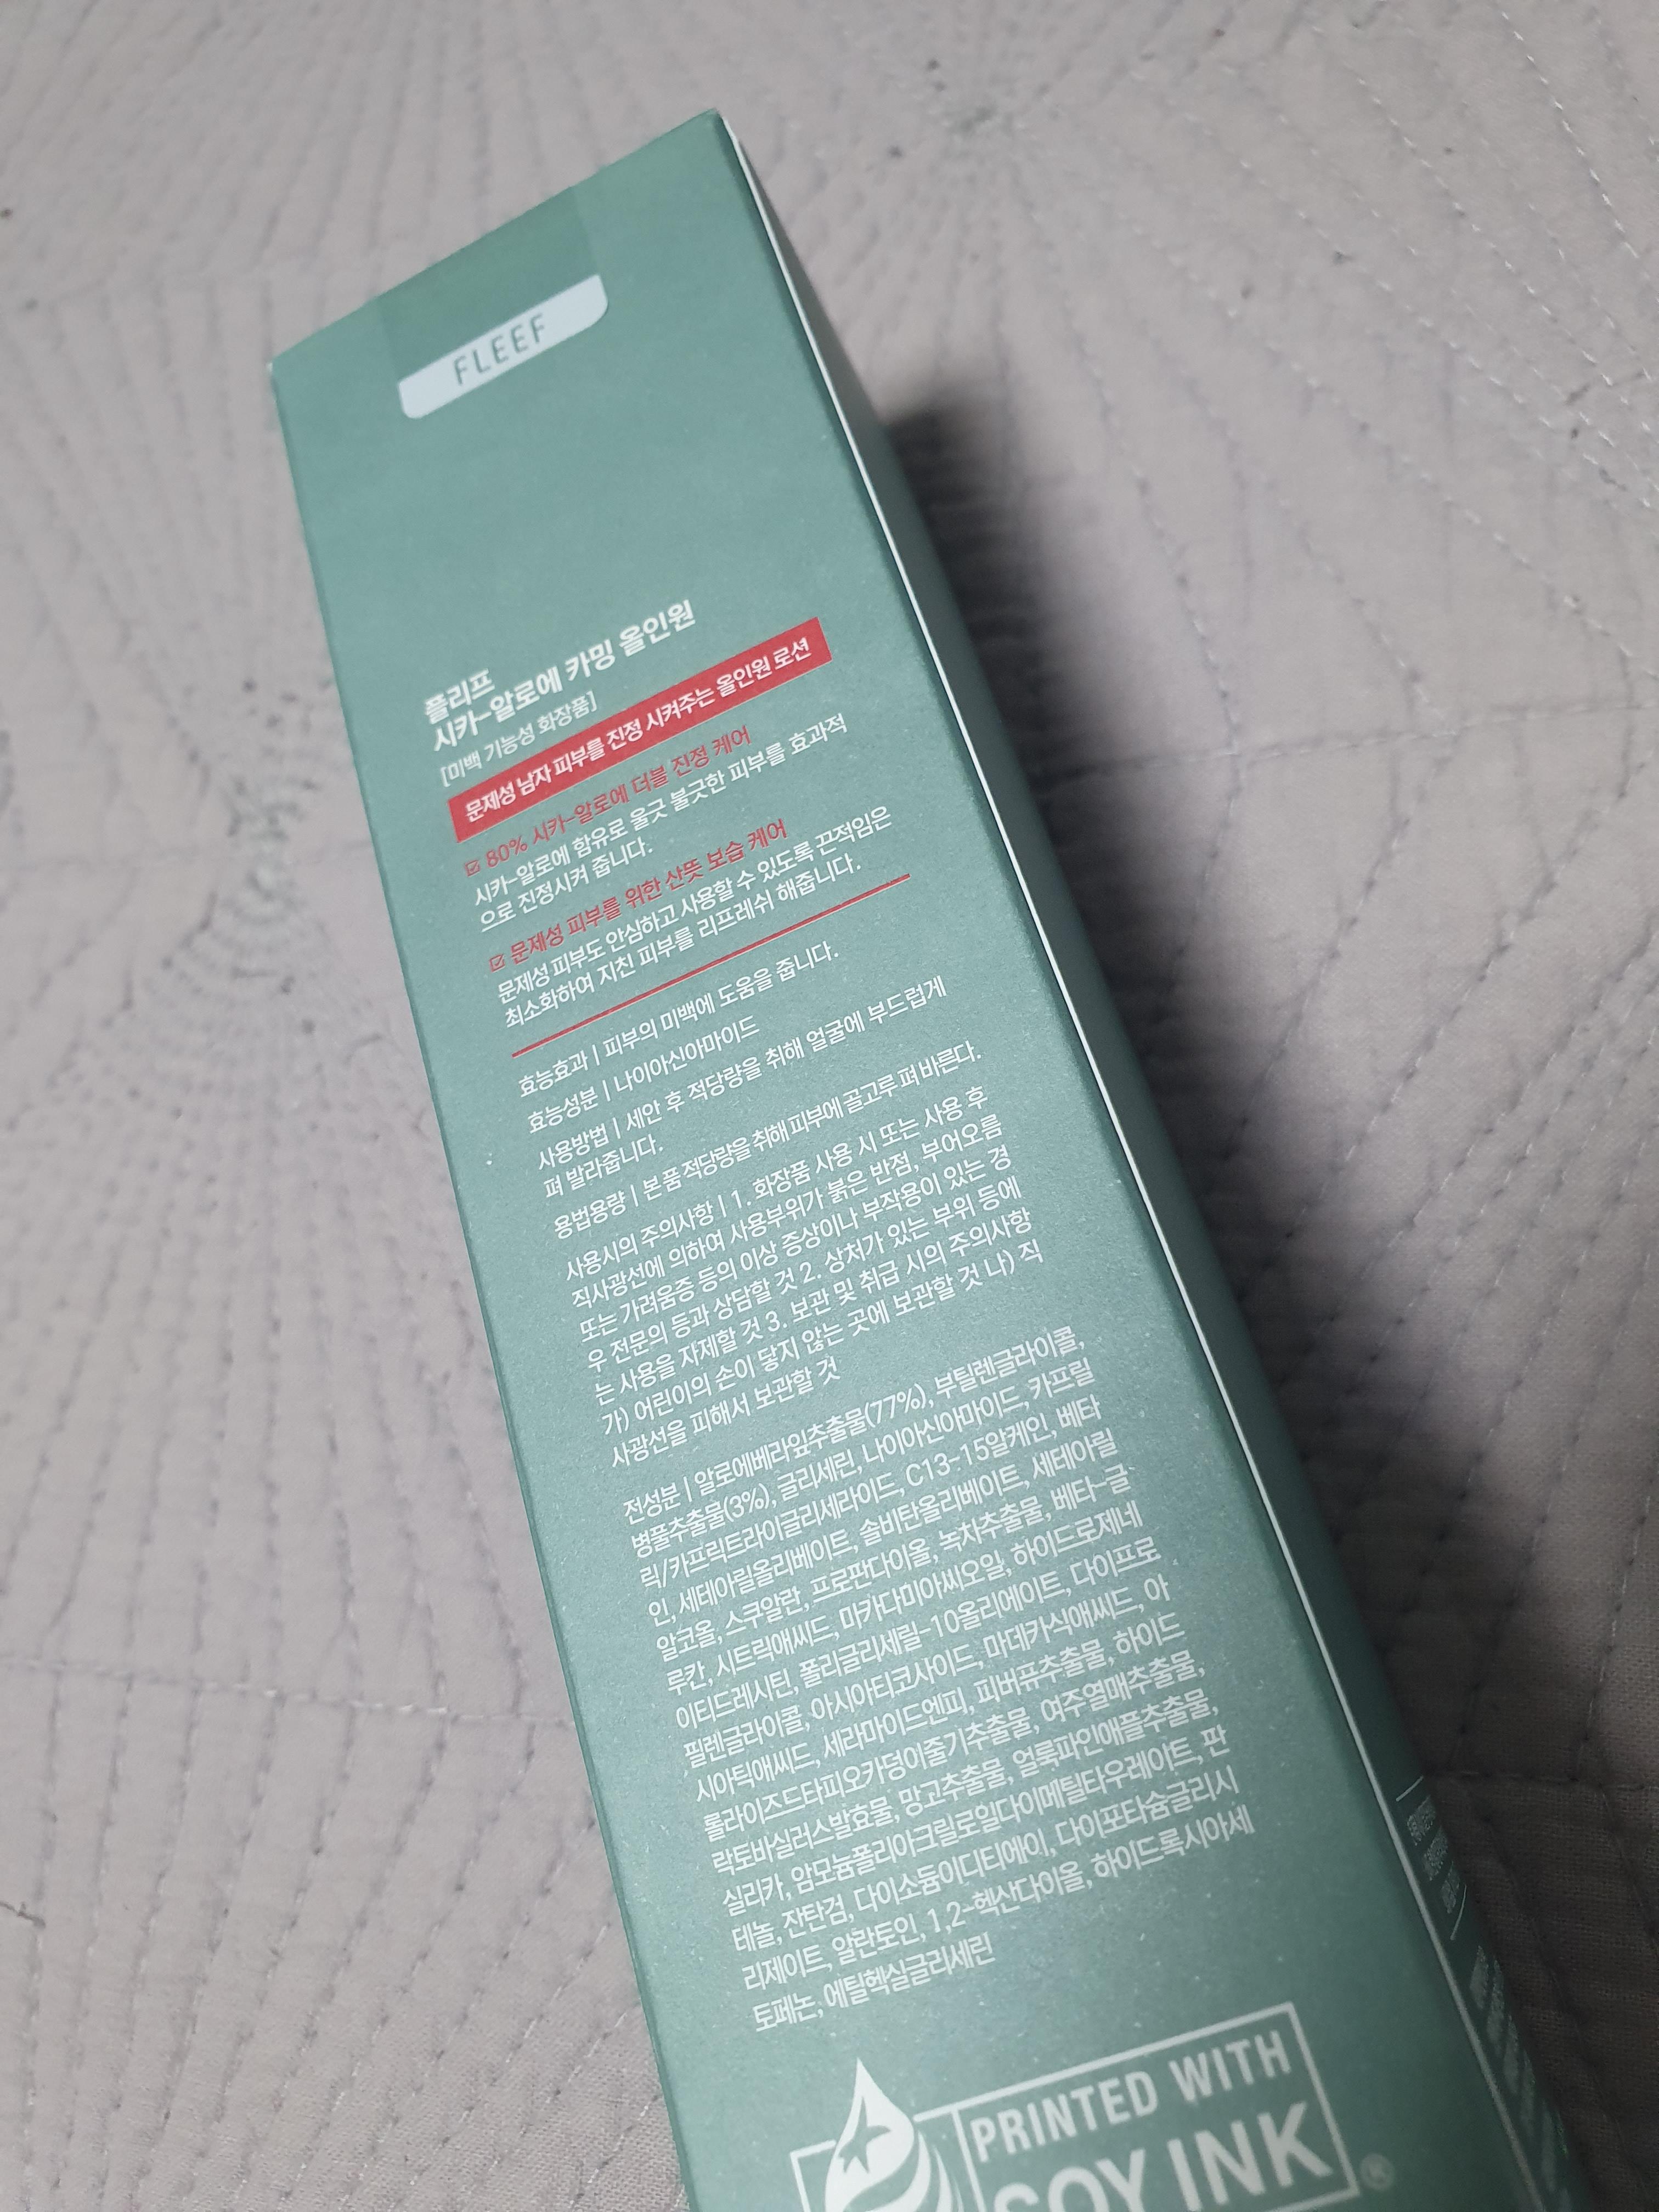 FLEEF
플리프
시카-알로에 카밍 올인원
[미백 기능성 화장품]
문제성 남자 피부를 진정 시켜주는 올인원 로션
80% 시카-알로에 더블 진정 케어
시카-알로에 함유로 울긋 불긋한 피부를 효과적
으로 진정시켜 줍니다.
문제성 피부를 위한 산뜻 보습 케어
문제성 피부도 안심하고 사용할 수 있도록 끈적임은
최소화하여 지친 피부를 리프레쉬 해줍니다.
효능효과 | 피부의 미백에 도움을 줍니다.
효능성분 | 나이아신아마이드
사용방법 | 세안 후 적당량을 취해 얼굴에 부드럽게
펴 발라줍니다.
용법용량 | 본 품 적당량을 취해 피부에 골고루 펴 바른다.
사용시의 주의사항 | 1. 화장품 사용 시 또는 사용 후
직사광선에 의하여 사용부위가 붉은 반점, 부어오름
또는 가려움증 등의 이상 증상이나 부작용이 있는 경
우 전문의 등과 상담할 것 2. 상처가 있는 부위 등에
는 사용을 자제할 것 3. 보관 및 취급 시의 주의사항
가) 어린이의 손이 닿지 않는 곳에 보관할 것 나) 직
사광선을 피해서 보관할 것
전성분 | 알로에베라잎추출물(77%), 부틸렌글라이콜,
병풀추출물(3%), 글리세린, 나이아신아마이드, 카프릴
릭/카프릭트라이글리세라이드, C13-15알케인, 베타
인, 세테아릴올리베이트, 솔비탄올리베이트, 세테아릴
알코올, 스쿠알란, 프로판다이올, 녹차추출물, 베타-글
루칸, 시트릭애씨드, 마카다미아씨오일, 하이드로제네
이티드레시틴, 폴리글리세릴-10올리에이트, 다이프로
필렌글라이콜, 아시아티코사이드, 마데카식애씨드, 아
시아틱애씨드, 세라마이드엔피, 피버퓨추출물, 하이드
롤라이즈드타피오카덩이줄기추출물, 여주열매추출물,
락토바실러스발효물, 망고추출물, 얼룩파인애플추출물,
실리카, 암모늄폴리아크릴로일다이메틸타우레이트, 판
테놀, 잔탄검, 다이소듐이디티에이, 다이포타슘글리시
리제이트, 알란토인, 1,2-헥산다이올, 하이드록시아세
토페논, 에틸헥실글리세린
PRINTED WITH
SOY INK